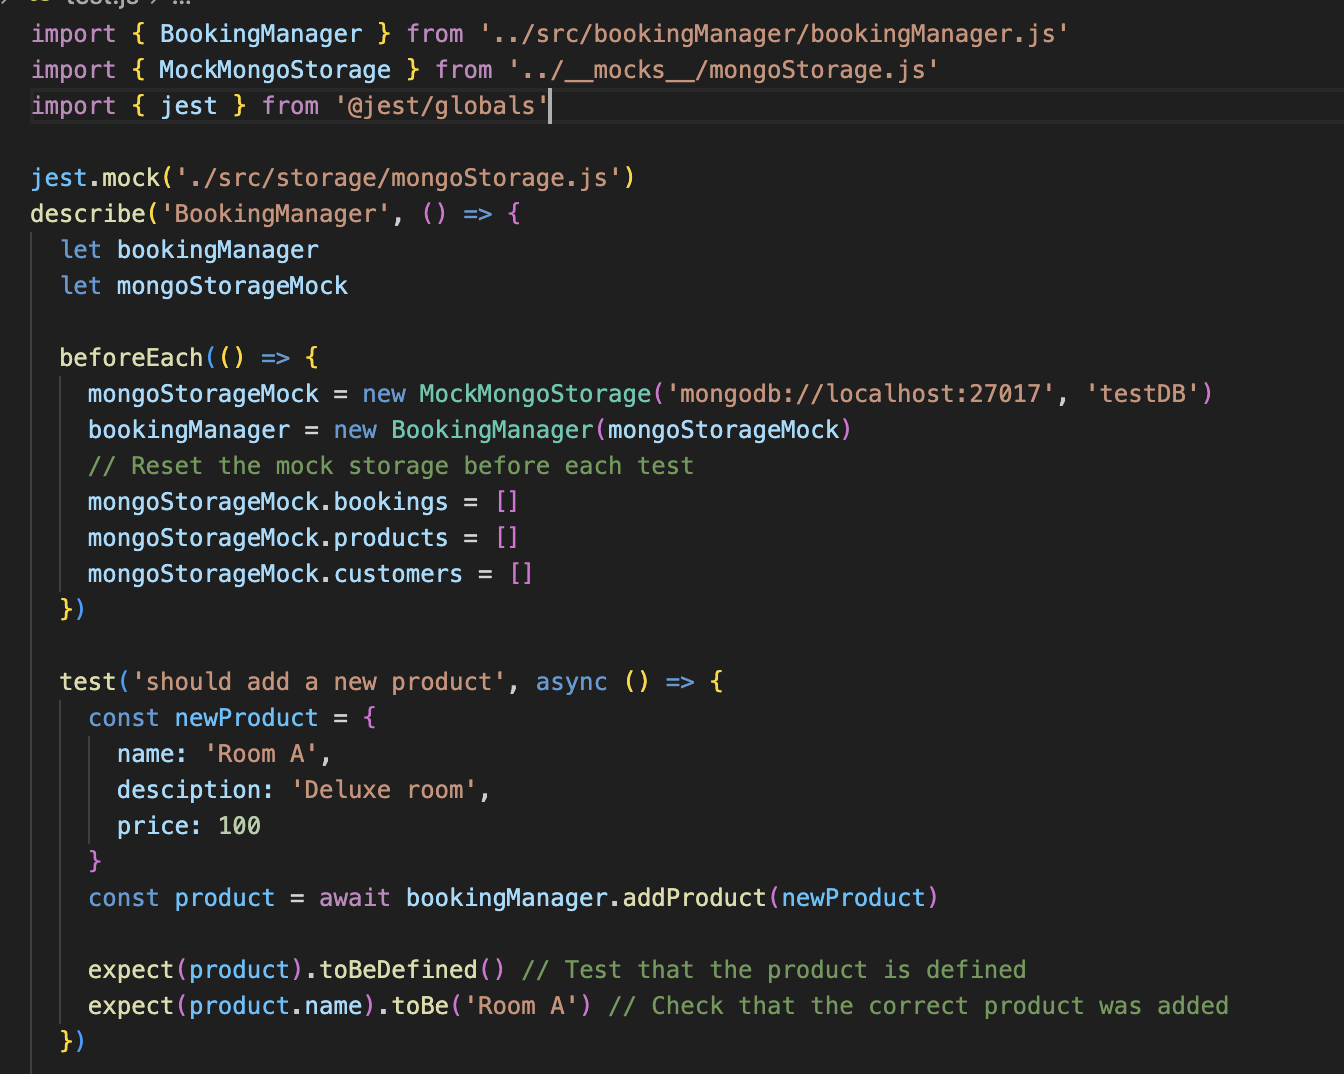 import { BookingManager } from '../src/bookingManager/bookingManager.js'
import { MockMongoStorage } from '../__mocks__/mongoStorage.js'
import { jest } from '@jest/globals'
jest.mock('./src/storage/mongoStorage.js')
describe('BookingManager', () => {
let bookingManager
let mongoStorageMock
beforeEach(() => {
mongoStorageMock = new MockMongoStorage('mongodb://localhost:27017', 'testDB')
bookingManager = new BookingManager(mongoStorageMock)
// Reset the mock storage before each test
mongoStorageMock.bookings = []
mongoStorageMock.products = []
mongoStorageMock.customers = []
})
test('should add a new product', async () => {
const newProduct = {
name: 'Room A',
desciption: 'Deluxe room',
price: 100
}
const product = await bookingManager.addProduct(newProduct)
expect(product).toBeDefined() // Test that the product is defined
expect(product.name).toBe('Room A') // Check that the correct product was added
})